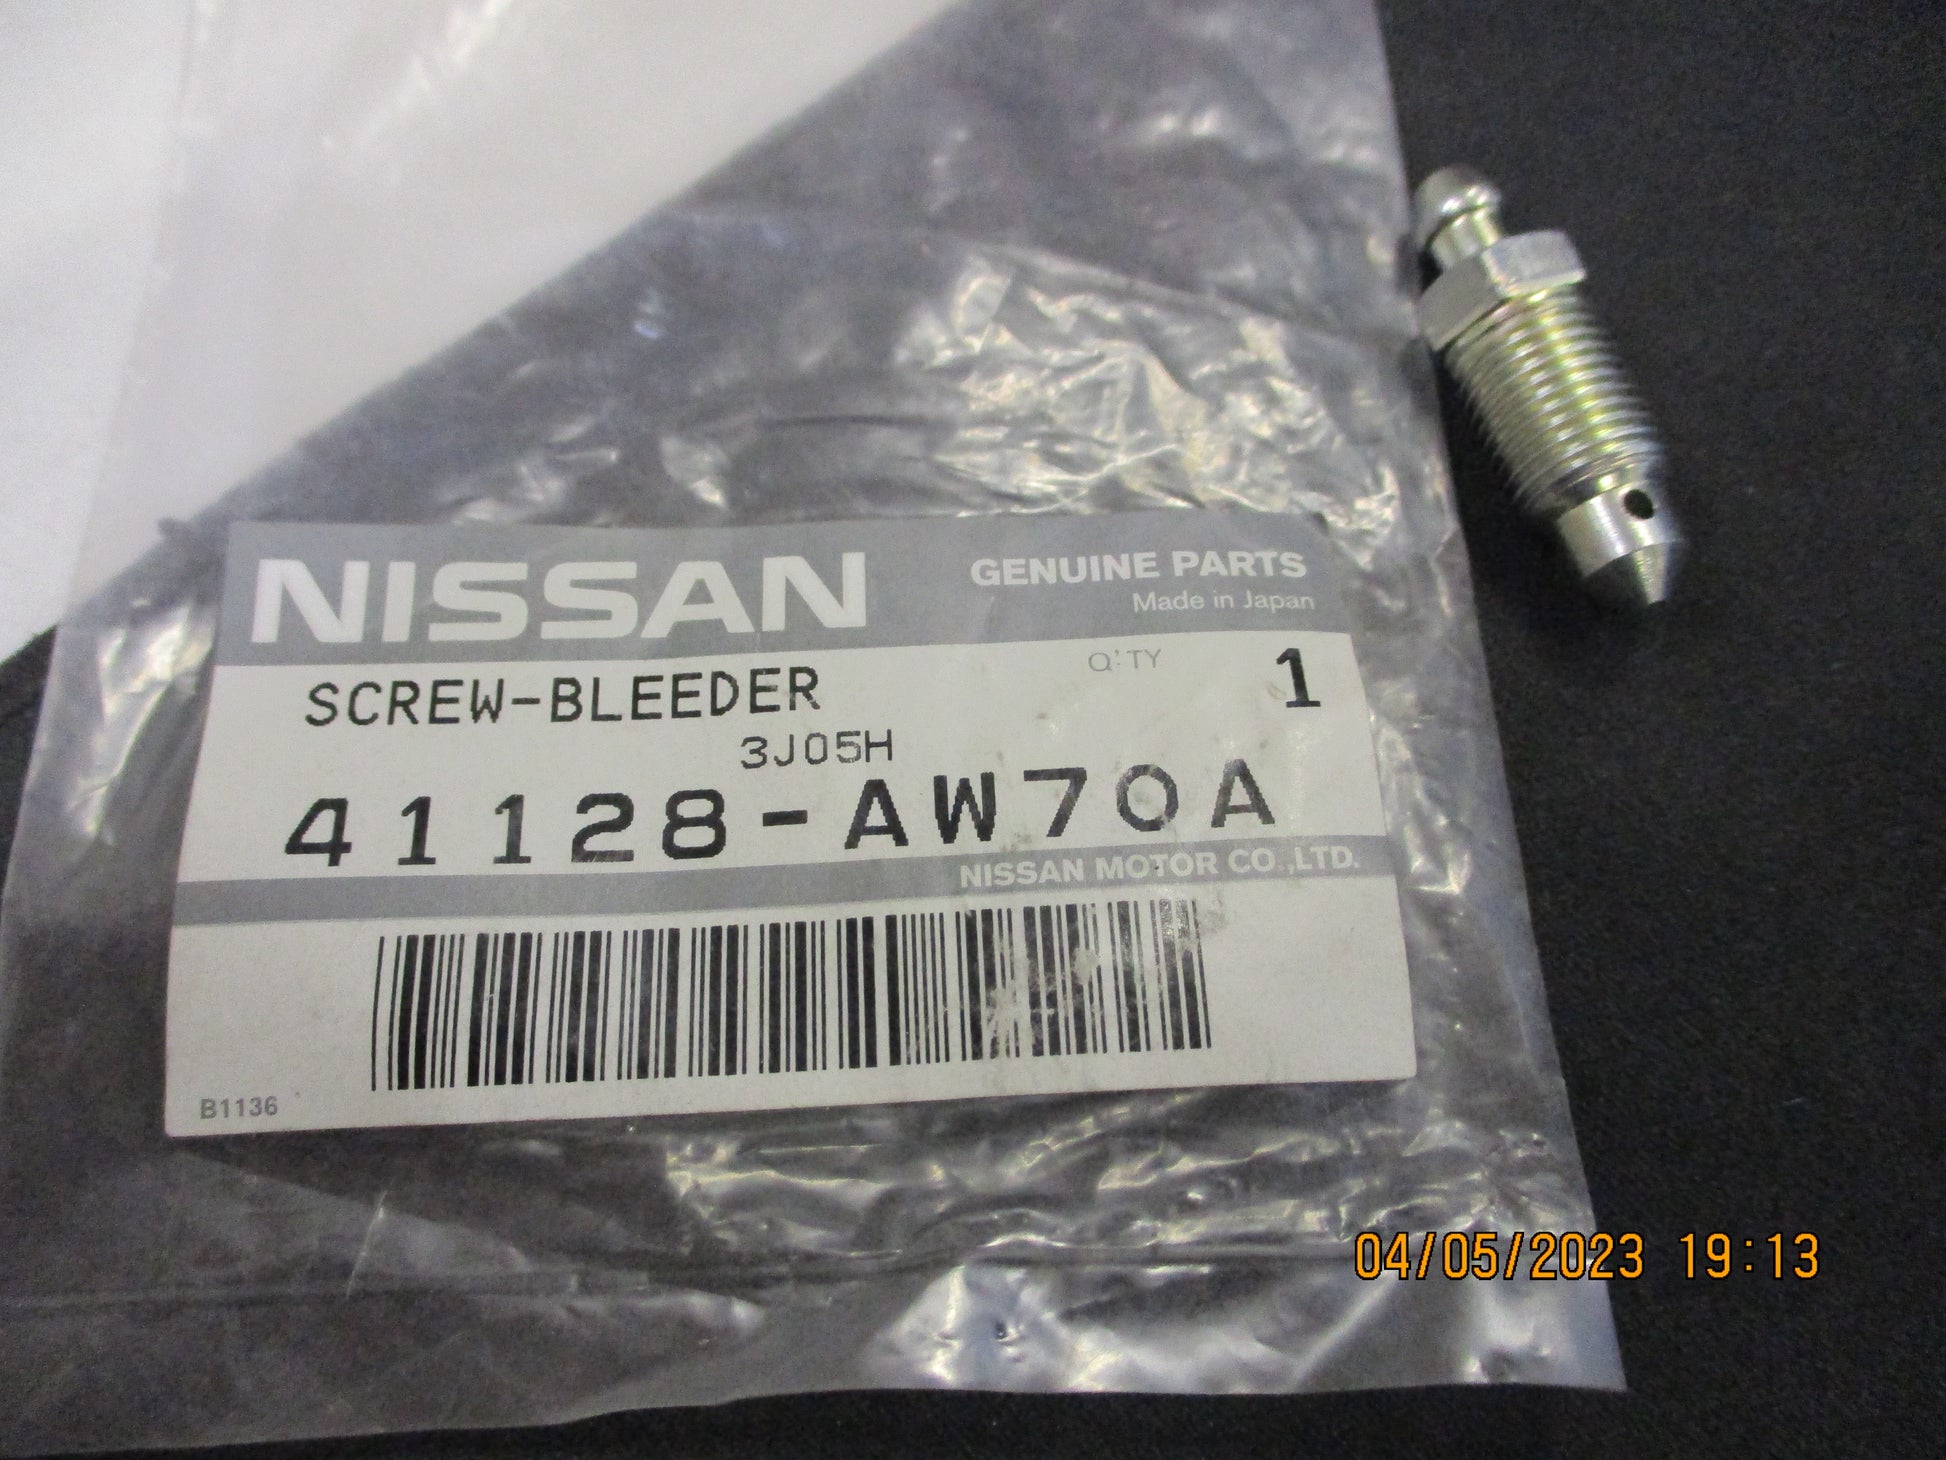 NISSAN
GENUINE PARTS
Made in Japan
SCREW-BLEEDER
Q'TY 1
3J05H
41128-AW70A
NISSAN MOTOR CO.,LTD.
B1136
04/05/2023 19:13